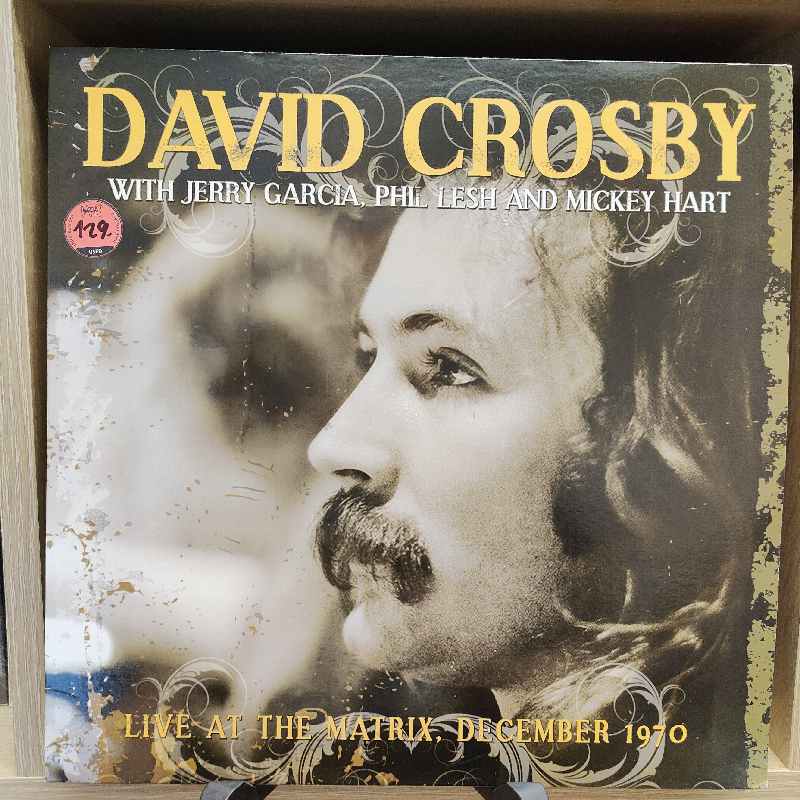 DAVID CROSBY
WITH JERRY GARCIA, PHIL LESH AND MICKEY HART
129.-
LIVE AT THE MATRIX, DECEMBER 1970